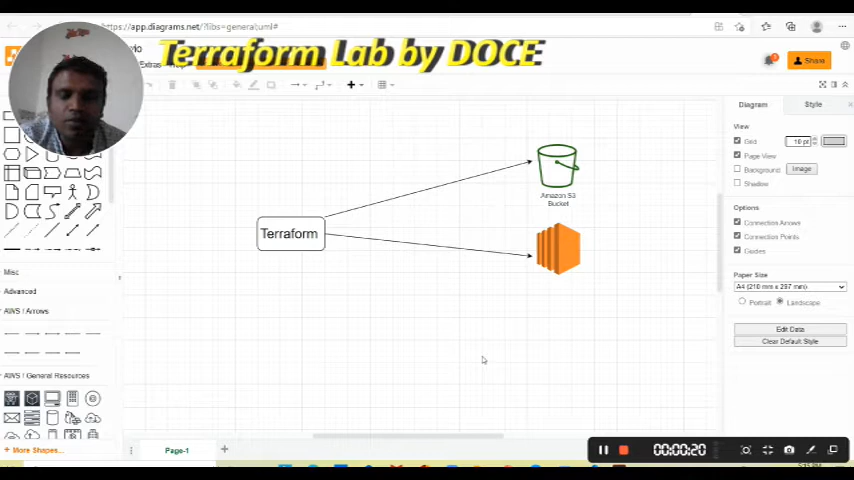 https://app.diagrams.net/?libs=general;uml#
Terraform Lab by DOCE
Extras
Share
Diagram
Style
View
Grid
10 pt
Page View
Background
Image
Shadow
Options
Connection Arrows
Connection Points
Guides
Paper Size
A4 (210 mm x 297 mm)
Portrait
Landscape
Edit Data
Clear Default Style
Amazon S3
Bucket
Terraform
Misc
Advanced
AWS / Arrows
AWS / General Resources
+ More Shapes...
Page-1
00:00:20